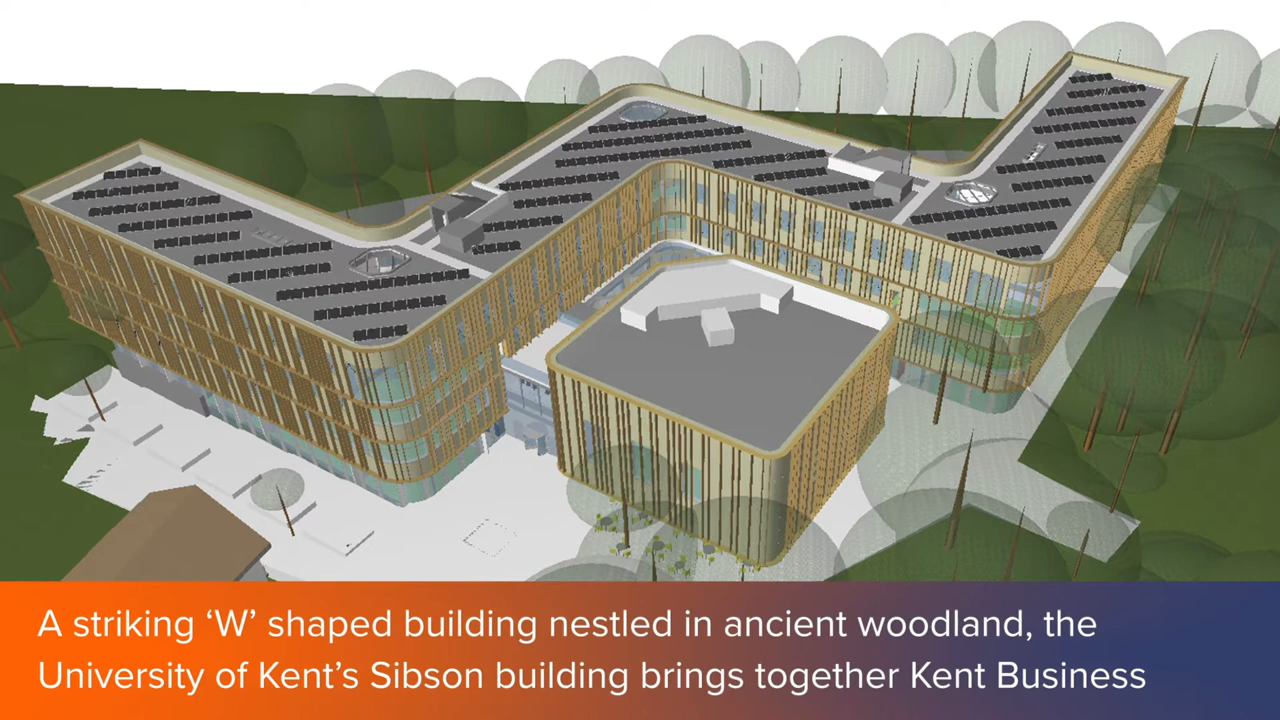 A striking ‘W’ shaped building nestled in ancient woodland, the
University of Kent’s Sibson building brings together Kent Business